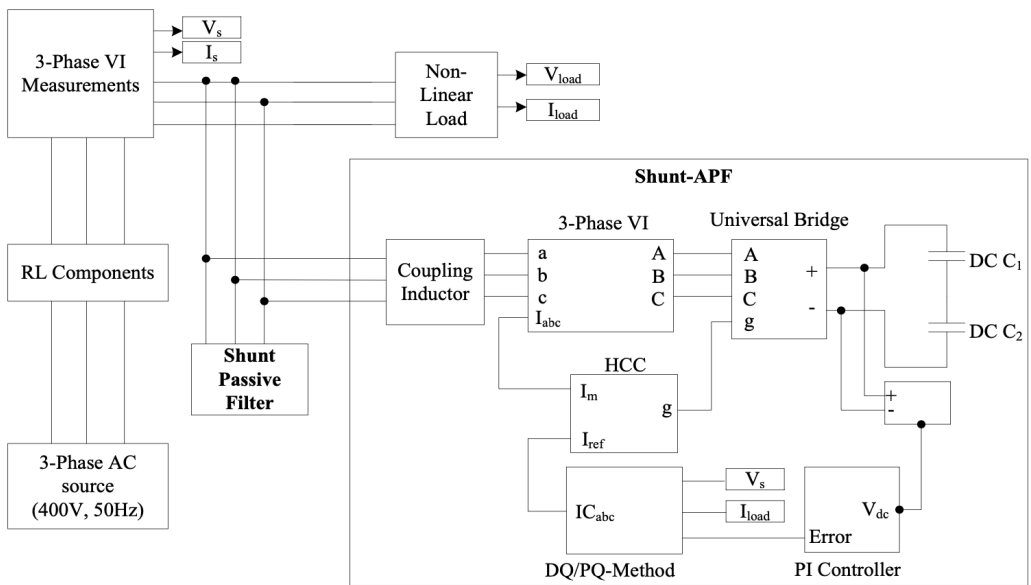 3-Phase VI
Measurements
V_s
I_s
Non-
Linear
Load
V_load
I_load
Shunt-APF
RL Components
Coupling
Inductor
3-Phase VI
a
b
c
I_abc
A
B
C
Universal Bridge
A
B
C
g
+
-
DC C_1
DC C_2
Shunt
Passive
Filter
HCC
I_m
g
I_ref
+
-
3-Phase AC
source
(400V, 50Hz)
IC_abc
V_s
I_load
DQ/PQ-Method
V_dc
Error
PI Controller